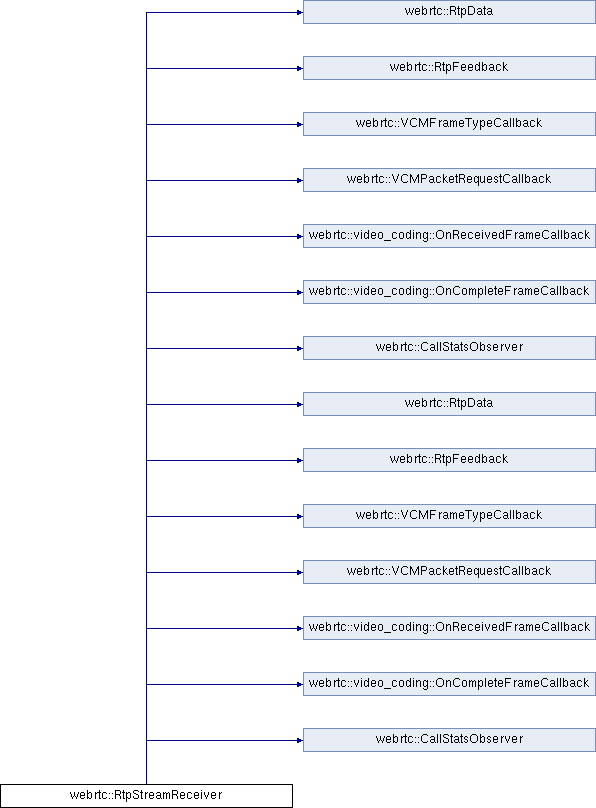 webrtc::RtpData
webrtc::RtpFeedback
webrtc::VCMFrameTypeCallback
webrtc::VCMPacketRequestCallback
webrtc::video_coding::OnReceivedFrameCallback
webrtc::video_coding::OnCompleteFrameCallback
webrtc::CallStatsObserver
webrtc::RtpData
webrtc::RtpFeedback
webrtc::VCMFrameTypeCallback
webrtc::VCMPacketRequestCallback
webrtc::video_coding::OnReceivedFrameCallback
webrtc::video_coding::OnCompleteFrameCallback
webrtc::CallStatsObserver
webrtc::RtpStreamReceiver